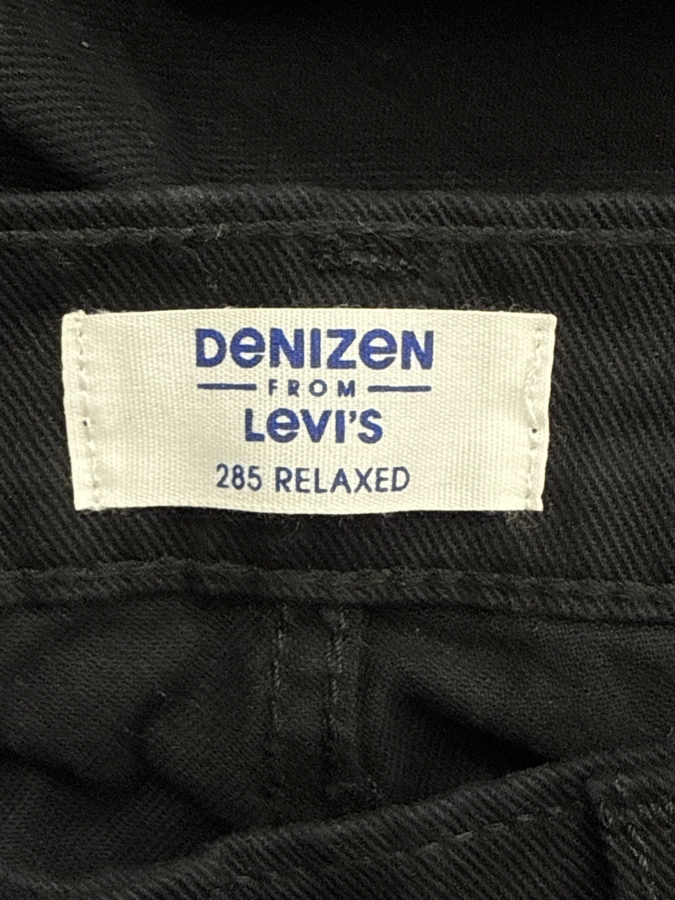 DeNIZeN
FROM
LeVI'S
285 RELAXED